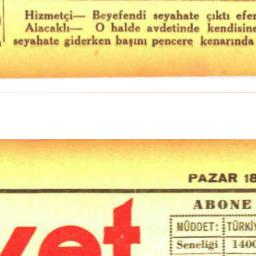 Hizmetçi— Beyefendi seyahate çıktı efen
Alacaklı— O halde avdetinde kendisine
seyahate giderken başını pencere kenarında
PAZAR 18
ABONE
MÜDDET: TÜRKİY
Seneliği 1400
yet